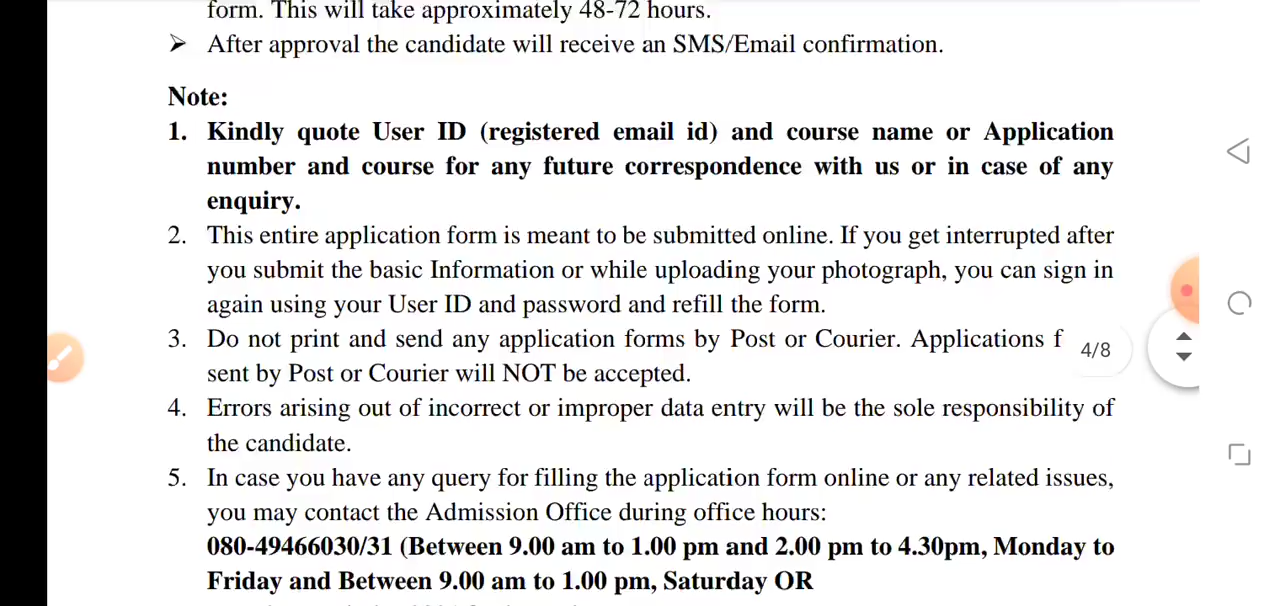 form. This will take approximately 48-72 hours.
➤ After approval the candidate will receive an SMS/Email confirmation.
Note:
1. Kindly quote User ID (registered email id) and course name or Application
number and course for any future correspondence with us or in case of any
enquiry.
2. This entire application form is meant to be submitted online. If you get interrupted after
you submit the basic Information or while uploading your photograph, you can sign in
again using your User ID and password and refill the form.
3. Do not print and send any application forms by Post or Courier. Applications f
4/8
sent by Post or Courier will NOT be accepted.
4. Errors arising out of incorrect or improper data entry will be the sole responsibility of
the candidate.
5. In case you have any query for filling the application form online or any related issues,
you may contact the Admission Office during office hours:
080-49466030/31 (Between 9.00 am to 1.00 pm and 2.00 pm to 4.30pm, Monday to
Friday and Between 9.00 am to 1.00 pm, Saturday OR